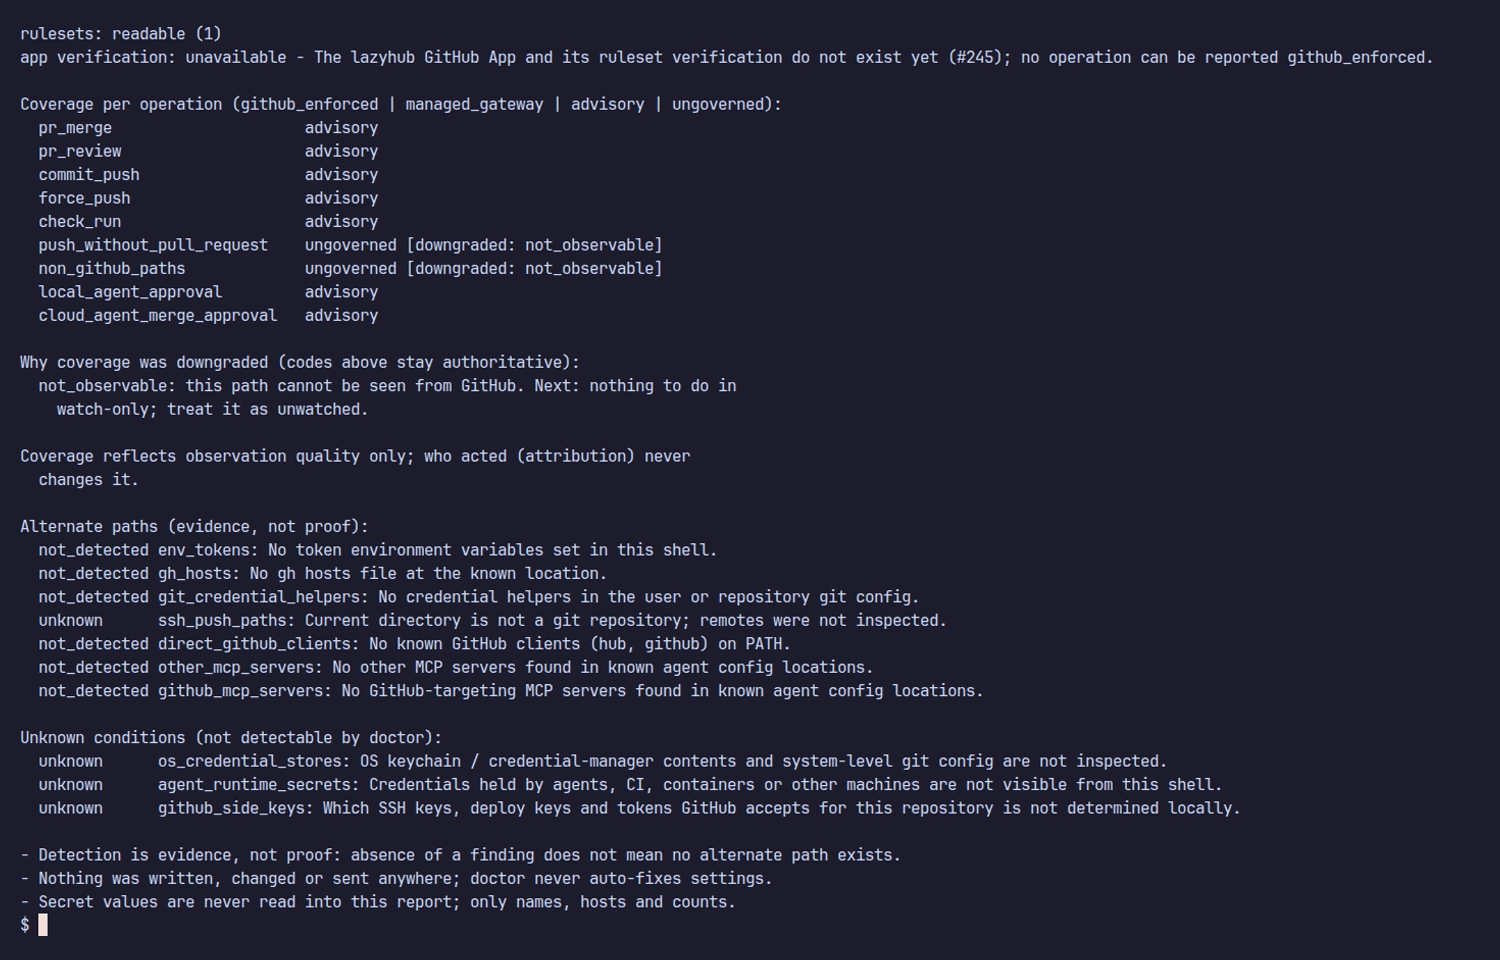 rulesets: readable (1)
app verification: unavailable - The lazyhub GitHub App and its ruleset verification do not exist yet (#245); no operation can be reported github_enforced.
Coverage per operation (github_enforced | managed_gateway | advisory | ungoverned):
pr_merge advisory
pr_review advisory
commit_push advisory
force_push advisory
check_run advisory
push_without_pull_request ungoverned [downgraded: not_observable]
non_github_paths ungoverned [downgraded: not_observable]
local_agent_approval advisory
cloud_agent_merge_approval advisory
Why coverage was downgraded (codes above stay authoritative):
not_observable: this path cannot be seen from GitHub. Next: nothing to do in
watch-only; treat it as unwatched.
Coverage reflects observation quality only; who acted (attribution) never
changes it.
Alternate paths (evidence, not proof):
not_detected env_tokens: No token environment variables set in this shell.
not_detected gh_hosts: No gh hosts file at the known location.
not_detected git_credential_helpers: No credential helpers in the user or repository git config.
unknown ssh_push_paths: Current directory is not a git repository; remotes were not inspected.
not_detected direct_github_clients: No known GitHub clients (hub, github) on PATH.
not_detected other_mcp_servers: No other MCP servers found in known agent config locations.
not_detected github_mcp_servers: No GitHub-targeting MCP servers found in known agent config locations.
Unknown conditions (not detectable by doctor):
unknown os_credential_stores: OS keychain / credential-manager contents and system-level git config are not inspected.
unknown agent_runtime_secrets: Credentials held by agents, CI, containers or other machines are not visible from this shell.
unknown github_side_keys: Which SSH keys, deploy keys and tokens GitHub accepts for this repository is not determined locally.
- Detection is evidence, not proof: absence of a finding does not mean no alternate path exists.
- Nothing was written, changed or sent anywhere; doctor never auto-fixes settings.
- Secret values are never read into this report; only names, hosts and counts.
$